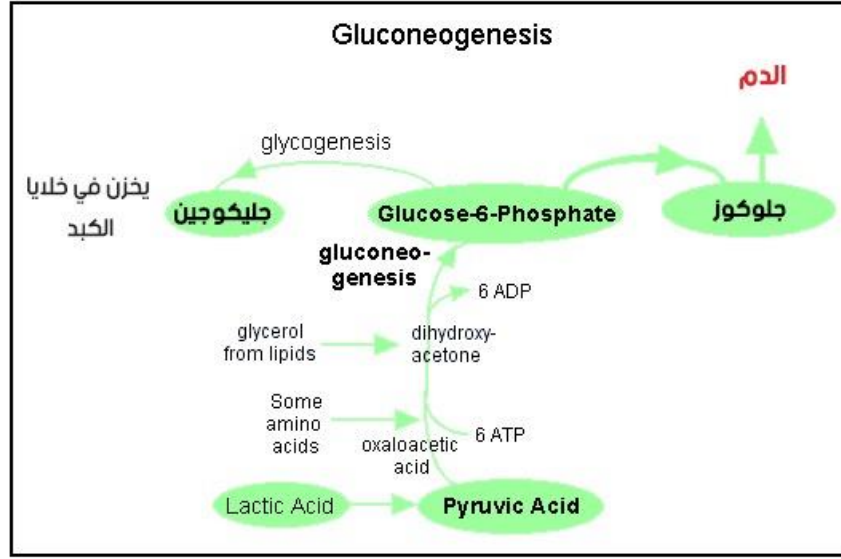 Gluconeogenesis
الدم
glycogenesis
يخزن في خلايا
الكبد
جليكوجين
Glucose-6-Phosphate
جلوكوز
gluconeo-
genesis
6 ADP
glycerol
from lipids
dihydroxy-
acetone
Some
amino
acids
6 ATP
oxaloacetic
acid
Lactic Acid
Pyruvic Acid